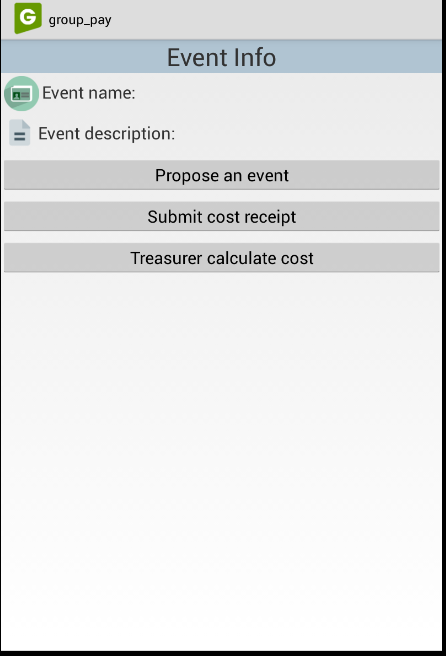 G group_pay
Event Info
Event name:
Event description:
Propose an event
Submit cost receipt
Treasurer calculate cost